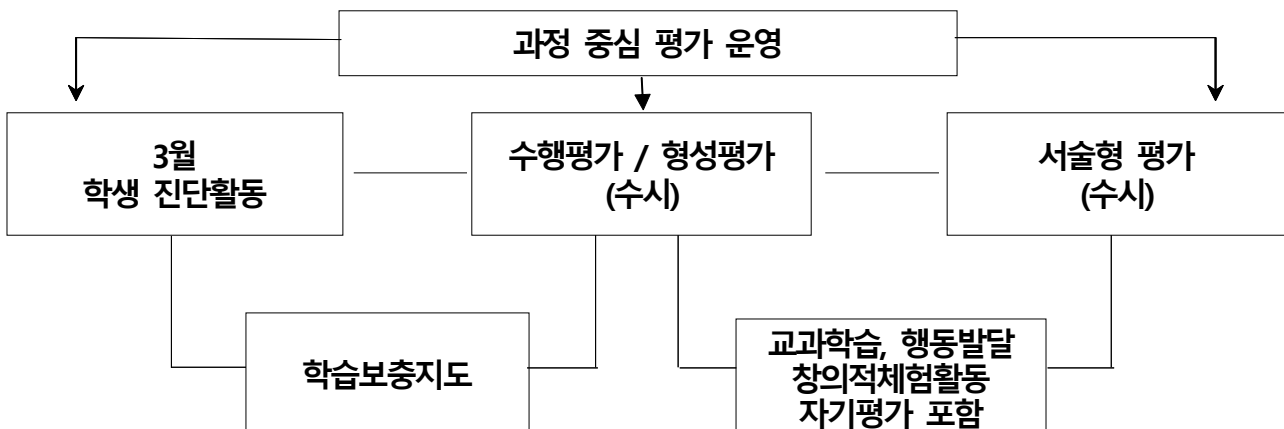 과정 중심 평가 운영
3월
학생 진단활동
수행평가 / 형성평가
(수시)
서술형 평가
(수시)
학습보충지도
교과학습, 행동발달
창의적체험활동
자기평가 포함